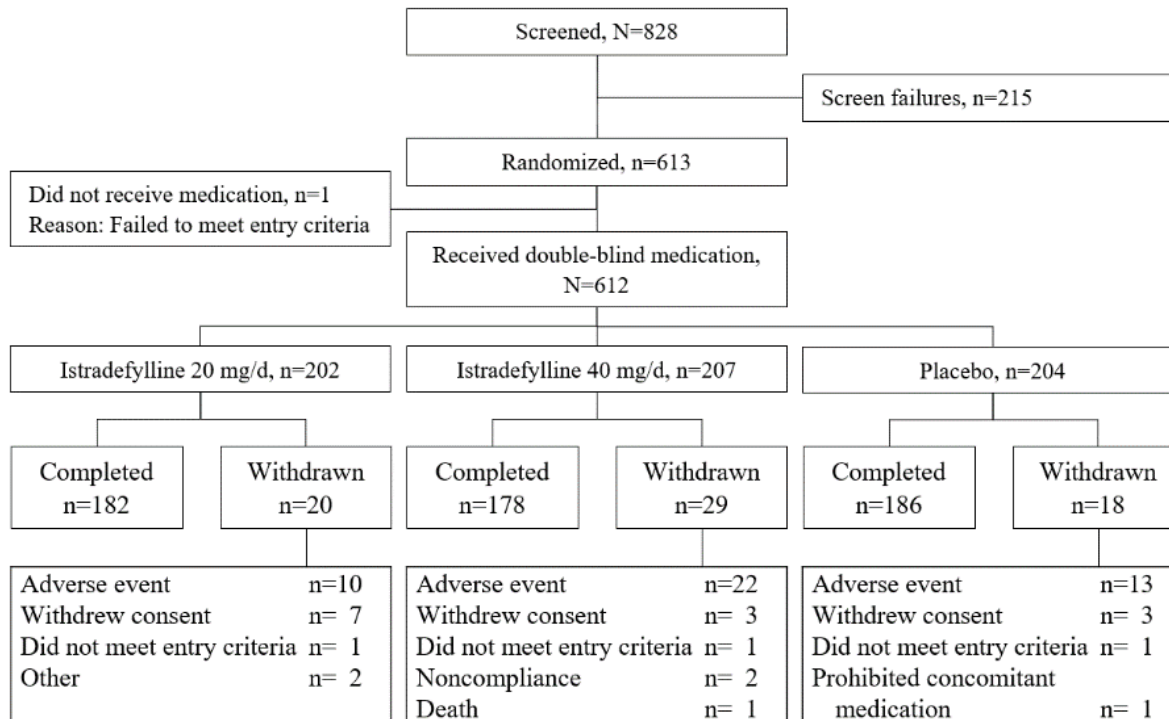 Screened, N=828
Screen failures, n=215
Randomized, n=613
Did not receive medication, n=1
Reason: Failed to meet entry criteria
Received double-blind medication,
N=612
Istradefylline 20 mg/d, n=202
Istradefylline 40 mg/d, n=207
Placebo, n=204
Completed
n=182
Withdrawn
n=20
Completed
n=178
Withdrawn
n=29
Completed
n=186
Withdrawn
n=18
Adverse event n=10
Withdrew consent n= 7
Did not meet entry criteria n= 1
Other n= 2
Adverse event n=22
Withdrew consent n= 3
Did not meet entry criteria n= 1
Noncompliance n= 2
Death n= 1
Adverse event n=13
Withdrew consent n= 3
Did not meet entry criteria n= 1
Prohibited concomitant
medication n= 1